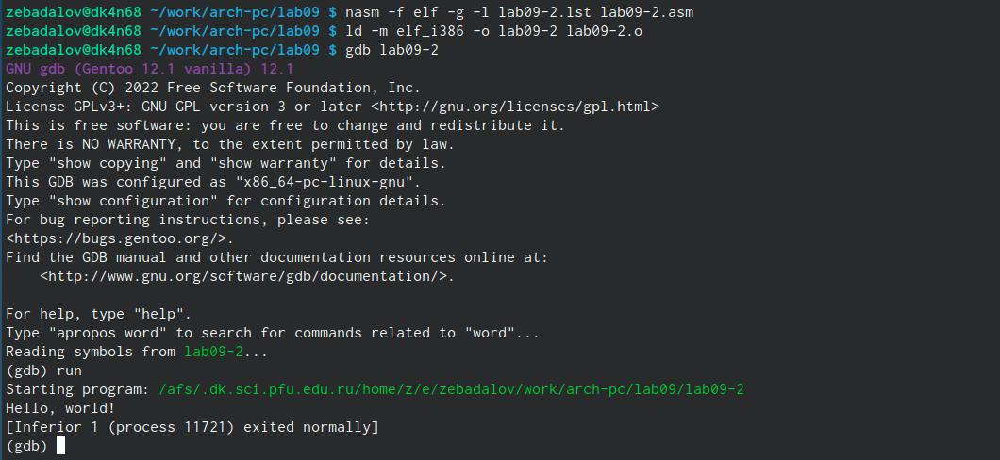 zebadalov@dk4n68 ~/work/arch-pc/lab09 $ nasm -f elf -g -l lab09-2.lst lab09-2.asm
zebadalov@dk4n68 ~/work/arch-pc/lab09 $ ld -m elf_i386 -o lab09-2 lab09-2.o
zebadalov@dk4n68 ~/work/arch-pc/lab09 $ gdb lab09-2
GNU gdb (Gentoo 12.1 vanilla) 12.1
Copyright (C) 2022 Free Software Foundation, Inc.
License GPLv3+: GNU GPL version 3 or later <http://gnu.org/licenses/gpl.html>
This is free software: you are free to change and redistribute it.
There is NO WARRANTY, to the extent permitted by law.
Type "show copying" and "show warranty" for details.
This GDB was configured as "x86_64-pc-linux-gnu".
Type "show configuration" for configuration details.
For bug reporting instructions, please see:
<https://bugs.gentoo.org/>.
Find the GDB manual and other documentation resources online at:
    <http://www.gnu.org/software/gdb/documentation/>.

For help, type "help".
Type "apropos word" to search for commands related to "word"...
Reading symbols from lab09-2...
(gdb) run
Starting program: /afs/.dk.sci.pfu.edu.ru/home/z/e/zebadalov/work/arch-pc/lab09/lab09-2
Hello, world!
[Inferior 1 (process 11721) exited normally]
(gdb)